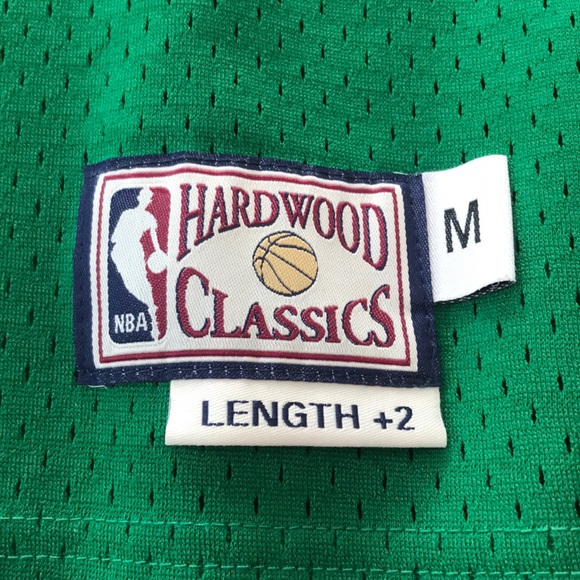 HARDWOOD
CLASSICS
NBA
M
LENGTH +2